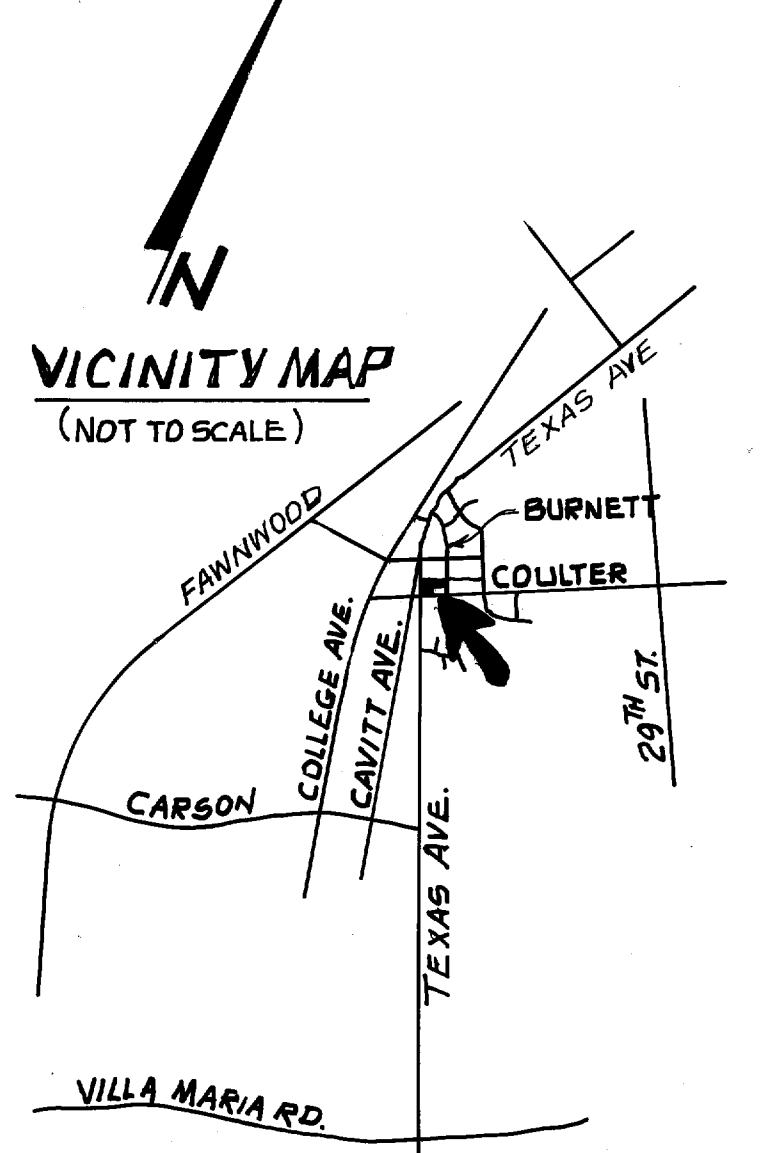 N
VICINITY MAP
(NOT TO SCALE)
TEXAS AVE
FAWNWOOD
BURNETT
COULTER
COLLEGE AVE.
CAVITT AVE.
29TH ST.
CARSON
TEXAS AVE.
VILLA MARIA RD.